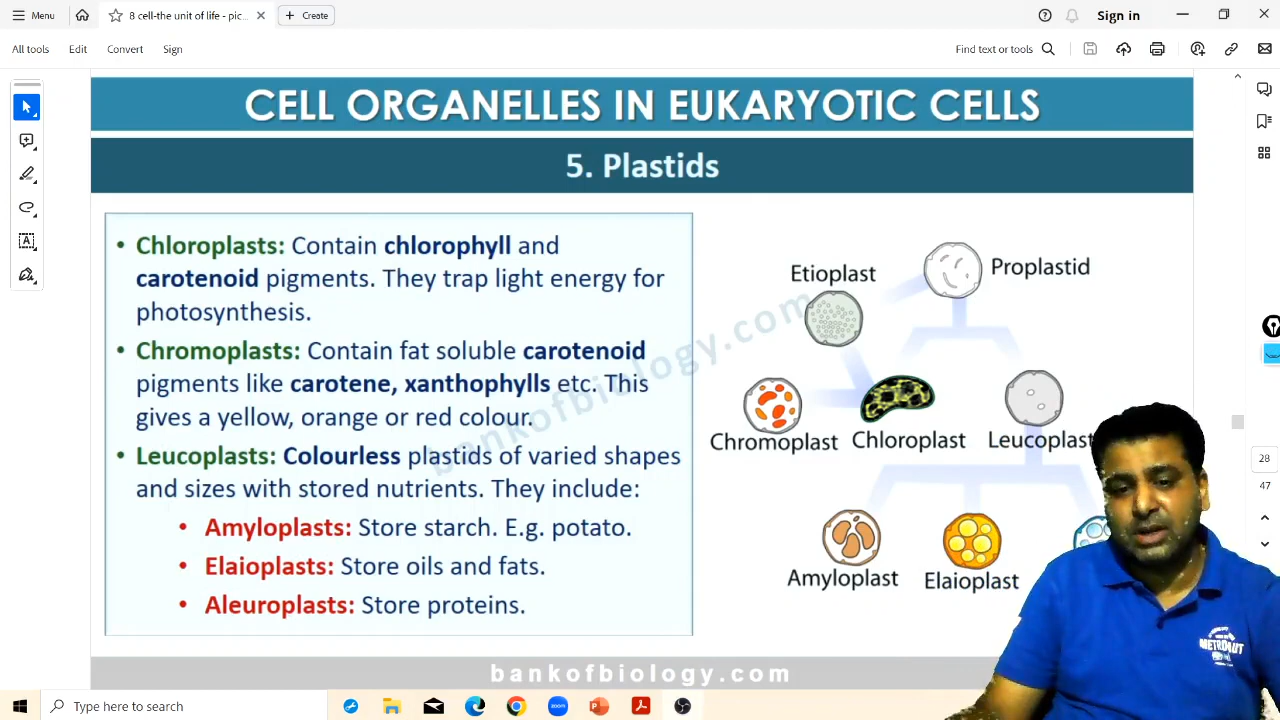 Menu
8 cell-the unit of life - pic...
Create
Sign in
All tools
Edit
Convert
Sign
Find text or tools
CELL ORGANELLES IN EUKARYOTIC CELLS
5. Plastids
• Chloroplasts: Contain chlorophyll and
carotenoid pigments. They trap light energy for
photosynthesis.
• Chromoplasts: Contain fat soluble carotenoid
pigments like carotene, xanthophylls etc. This
gives a yellow, orange or red colour.
• Leucoplasts: Colourless plastids of varied shapes
and sizes with stored nutrients. They include:
• Amyloplasts: Store starch. E.g. potato.
• Elaioplasts: Store oils and fats.
• Aleuroplasts: Store proteins.
bankofbiology.com
Etioplast
Proplastid
Chromoplast
Chloroplast
Leucoplast
Amyloplast
Elaioplast
28
47
METRONAUT
bankofbiology.com
Type here to search
zoom